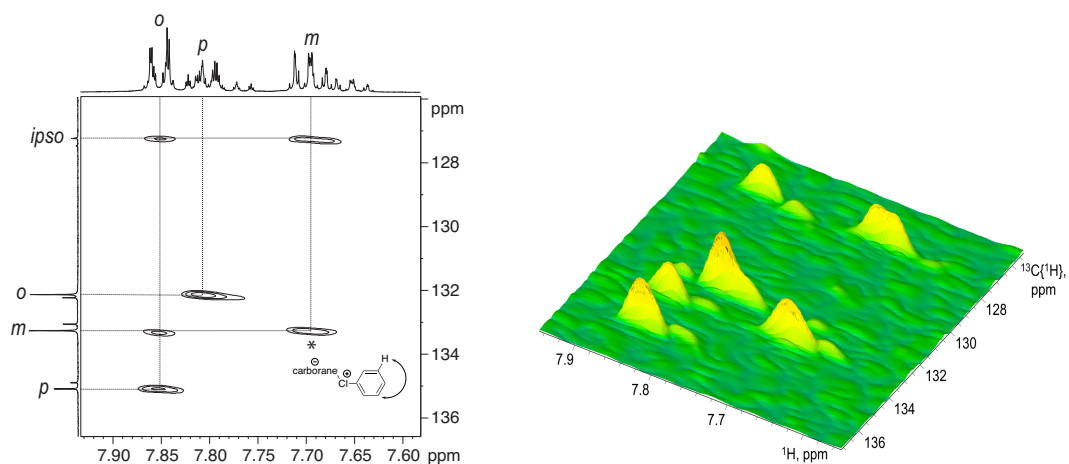 o
p
m
ppm
ipso
128
130
o
132
m
134
*
⊖
carborane
⊕
Cl
H
p
136
7.90 7.85 7.80 7.75 7.70 7.65 7.60 ppm
13C{1H},
ppm
128
130
132
134
136
7.9
7.8
7.7
1H, ppm